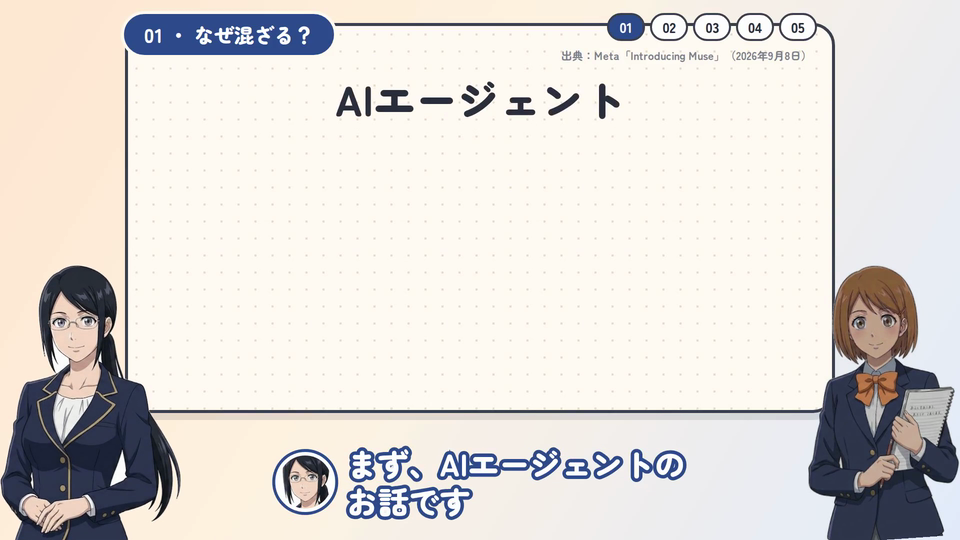 01 ・ なぜ混ざる？
01 02 03 04 05
出典：Meta「Introducing Muse」（2026年9月8日）
AIエージェント
まず、AIエージェントの
お話です